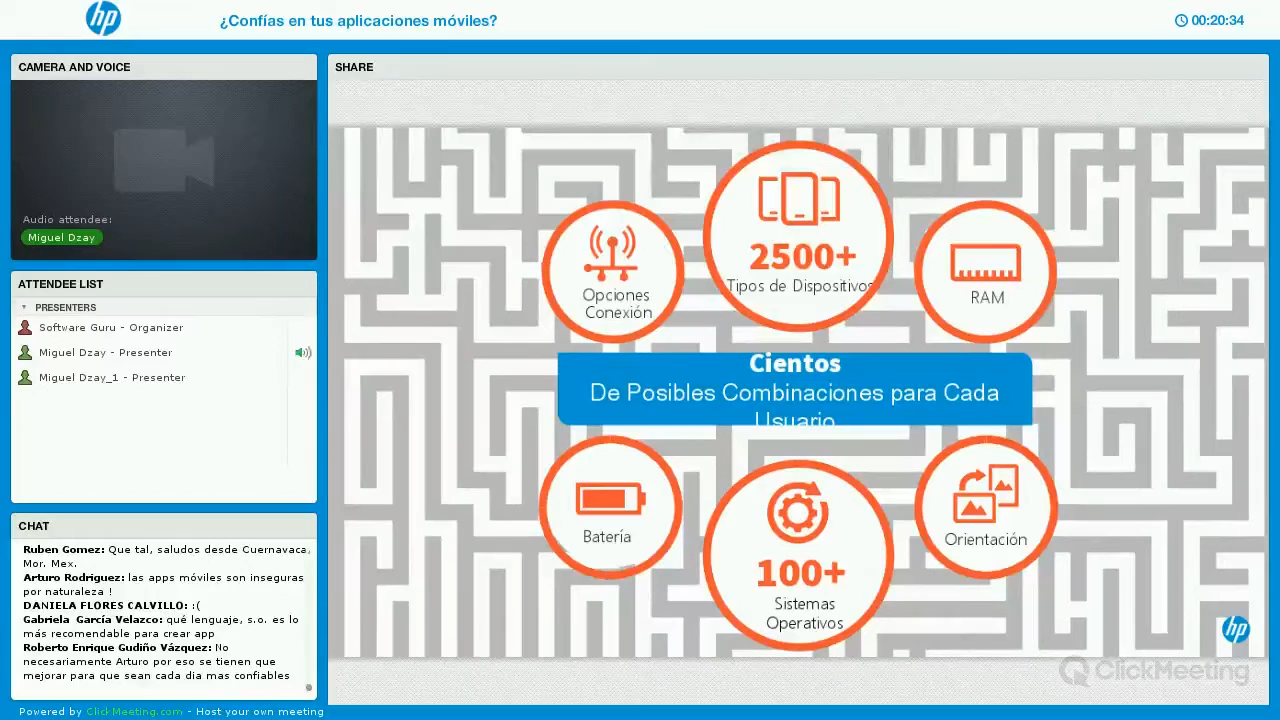 hp
¿Confías en tus aplicaciones móviles?
00:20:34
CAMERA AND VOICE
Audio attendee:
Miguel Dzay
ATTENDEE LIST
PRESENTERS
Software Guru - Organizer
Miguel Dzay - Presenter
Miguel Dzay_1 - Presenter
CHAT
Ruben Gomez: Que tal, saludos desde Cuernavaca,
Mor. Mex.
Arturo Rodriguez: las apps móviles son inseguras
por naturaleza !
DANIELA FLORES CALVILLO: :(
Gabriela García Velazco: qué lenguaje, s.o. es lo
más recomendable para crear app
Roberto Enrique Gudiño Vázquez: No
necesariamente Arturo por eso se tienen que
mejorar para que sean cada dia mas confiables
Powered by ClickMeeting.com - Host your own meeting
SHARE
Opciones
Conexión
2500+
Tipos de Dispositivos
RAM
Cientos
De Posibles Combinaciones para Cada
Usuario
Batería
100+
Sistemas
Operativos
Orientación
hp
ClickMeeting